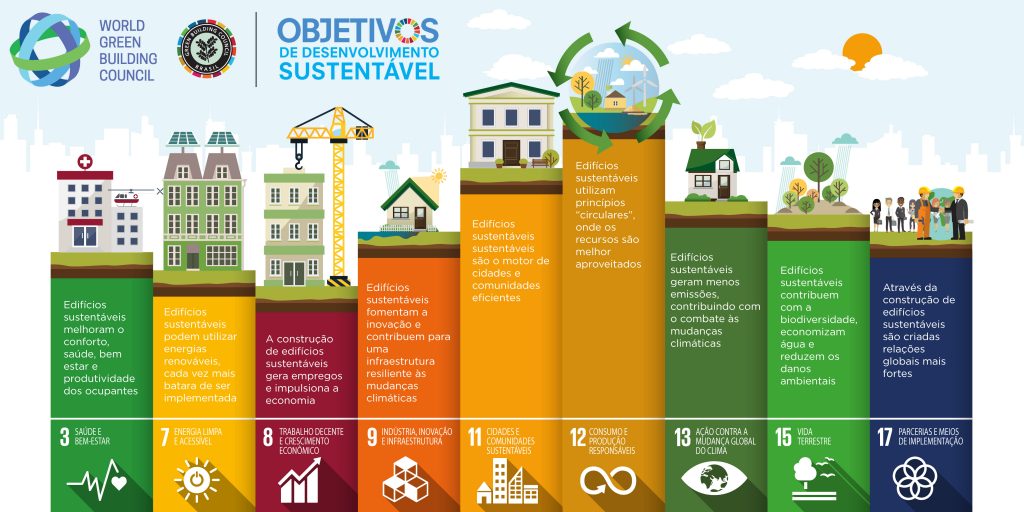 WORLD
GREEN
BUILDING
COUNCIL
GREEN BUILDING COUNCIL
BRASIL
OBJETIVOS
DE DESENVOLVIMENTO
SUSTENTÁVEL
Edifícios
sustentáveis
melhoram o
conforto,
saúde, bem
estar e
produtividade
dos ocupantes
3 SAÚDE E
BEM-ESTAR
Edifícios
sustentáveis
podem utilizar
energias
renováveis,
cada vez mais
batara de ser
implementada
7 ENERGIA LIMPA
E ACESSÍVEL
A construção
de edifícios
sustentáveis
gera empregos
e impulsiona a
economia
8 TRABALHO DECENTE
E CRESCIMENTO
ECONÔMICO
Edifícios
sustentáveis
fomentam a
inovação e
contribuem para
uma
infraestrutura
resiliente às
mudanças
climáticas
9 INDÚSTRIA, INOVAÇÃO
E INFRAESTRUTURA
Edifícios
sustentáveis
sustentáveis
são o motor de
cidades e
comunidades
eficientes
11 CIDADES E
COMUNIDADES
SUSTENTÁVEIS
Edifícios
sustentáveis
utilizam
princípios
“circulares”,
onde os
recursos são
melhor
aproveitados
12 CONSUMO E
PRODUÇÃO
RESPONSÁVEIS
Edifícios
sustentáveis
geram menos
emissões,
contribuindo com
o combate às
mudanças
climáticas
13 AÇÃO CONTRA A
MUDANÇA GLOBAL
DO CLIMA
Edifícios
sustentáveis
contribuem
com a
biodiversidade,
economizam
água e
reduzem os
danos
ambientais
15 VIDA
TERRESTRE
Através da
construção de
edifícios
sustentáveis
são criadas
relações
globais mais
fortes
17 PARCERIAS E MEIOS
DE IMPLEMENTAÇÃO